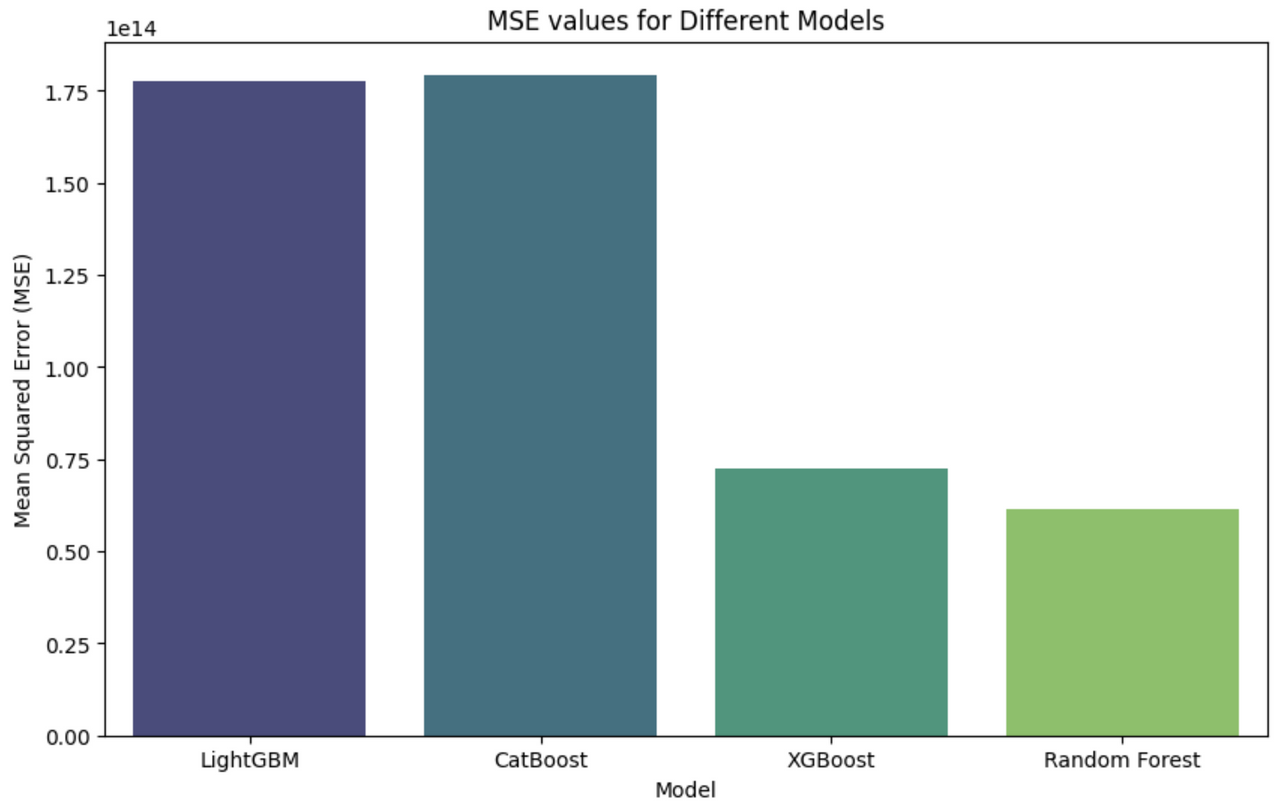 MSE values for Different Models
1e14
1.75
1.50
1.25
1.00
0.75
0.50
0.25
0.00
Mean Squared Error (MSE)
LightGBM CatBoost XGBoost Random Forest
Model